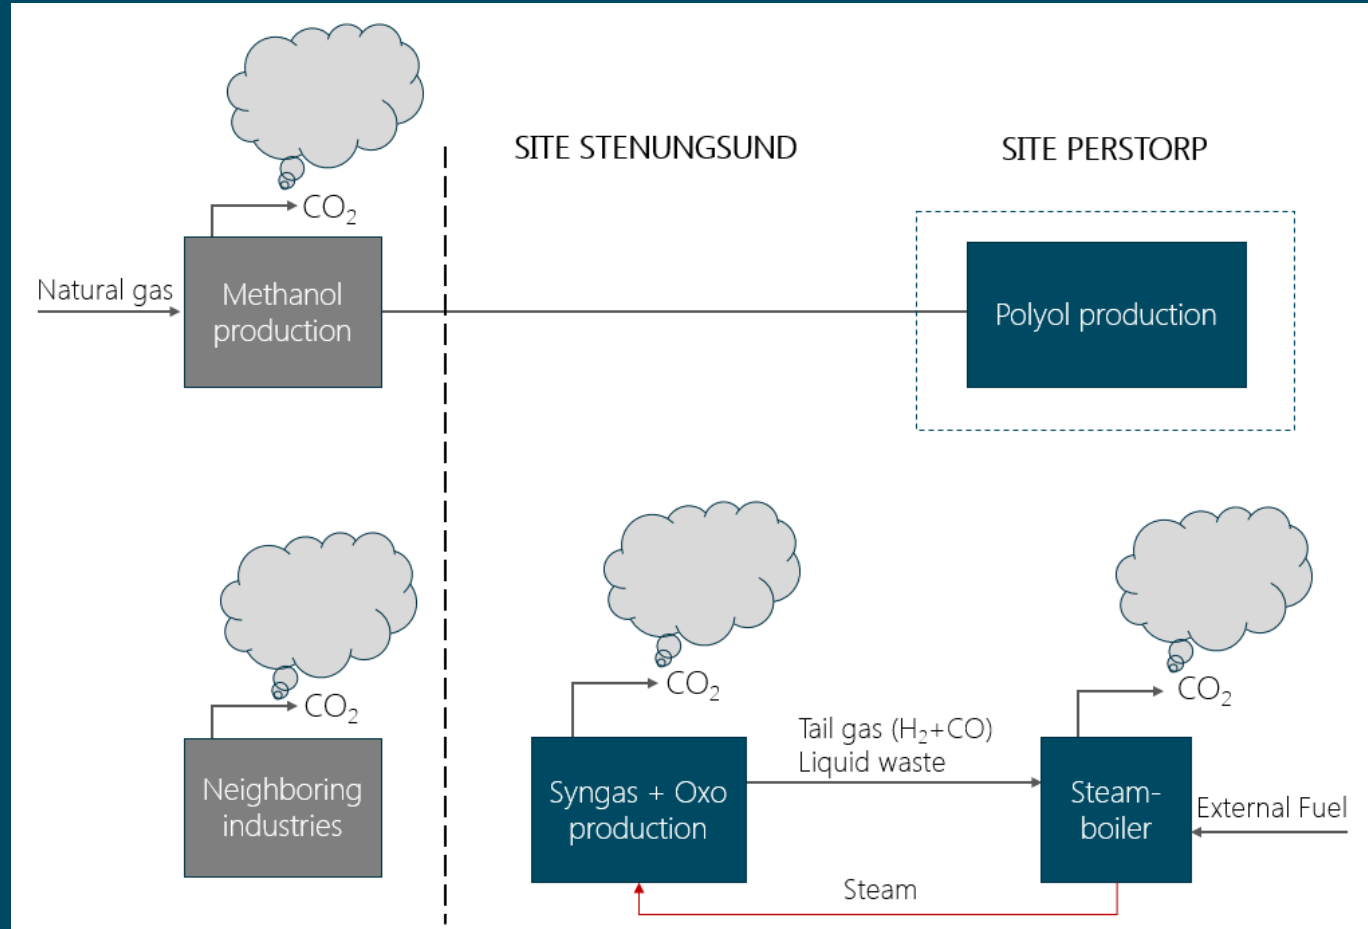 SITE STENUNGSUND
SITE PERSTORP
CO₂
Natural gas
Methanol
production
Polyol production
CO₂
CO₂
CO₂
Neighboring
industries
Syngas + Oxo
production
Tail gas (H₂+CO)
Liquid waste
Steam-
boiler
External Fuel
Steam